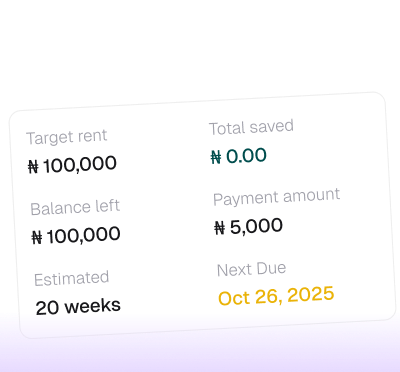 Target rent
₦ 100,000
Total saved
₦ 0.00
Balance left
₦ 100,000
Payment amount
₦ 5,000
Estimated
20 weeks
Next Due
Oct 26, 2025